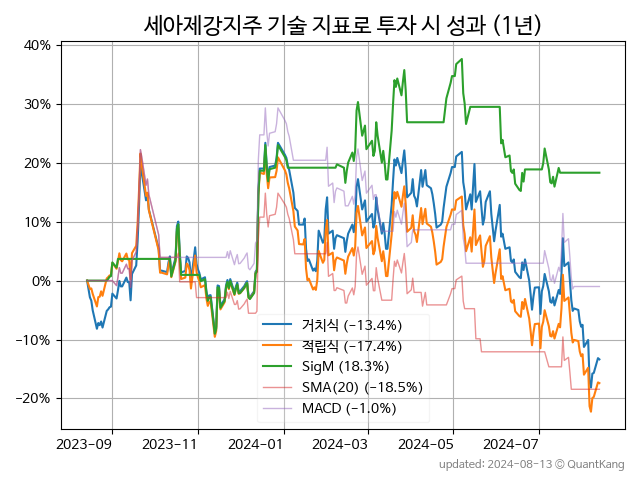 세아제강지주 기술 지표로 투자 시 성과 (1년)
40%
30%
20%
10%
0%
−10%
−20%
거치식 (−13.4%)
적립식 (−17.4%)
SigM (18.3%)
SMA(20) (−18.5%)
MACD (−1.0%)
2023-09
2023-11
2024-01
2024-03
2024-05
2024-07
updated: 2024-08-13 © QuantKang